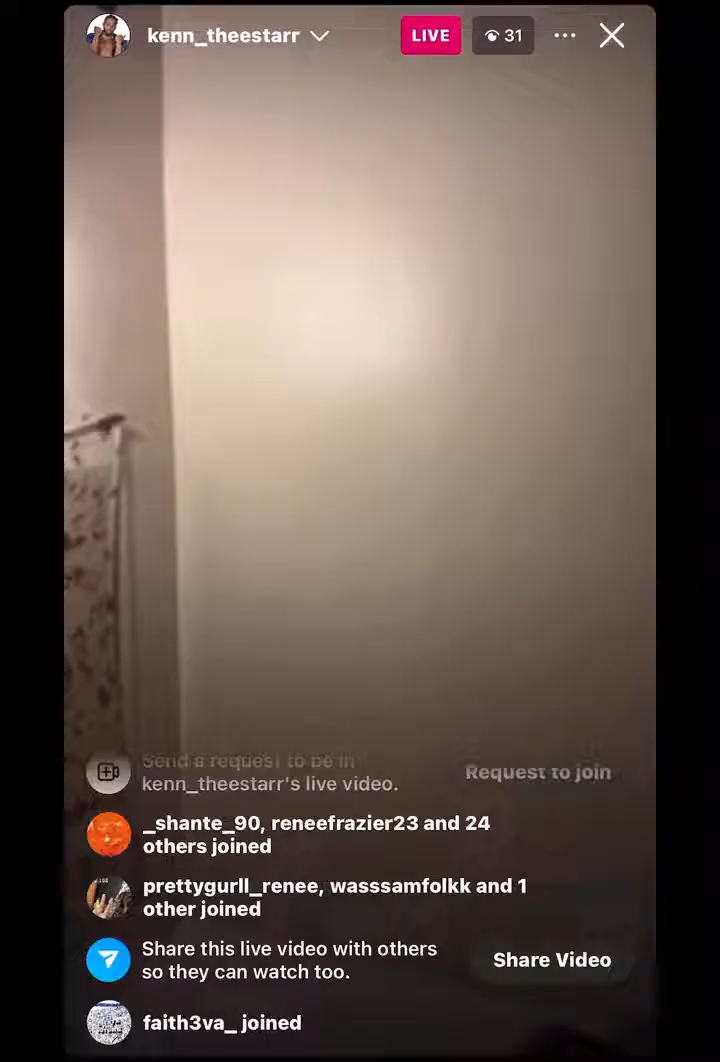 kenn_theestarr
LIVE
31
Send a request to be in
kenn_theestarr's live video.
Request to join
_shante_90, reneefrazier23 and 24
others joined
prettygurll_renee, wasssamfolkk and 1
other joined
Share this live video with others
so they can watch too.
Share Video
faith3va_ joined